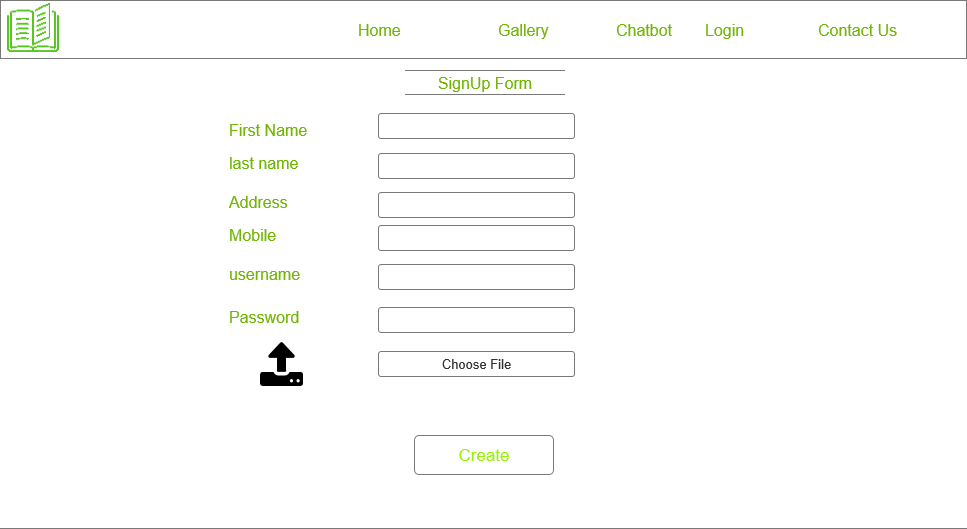 Home Gallery Chatbot Login Contact Us
SignUp Form
First Name
last name
Address
Mobile
username
Password
Choose File
Create